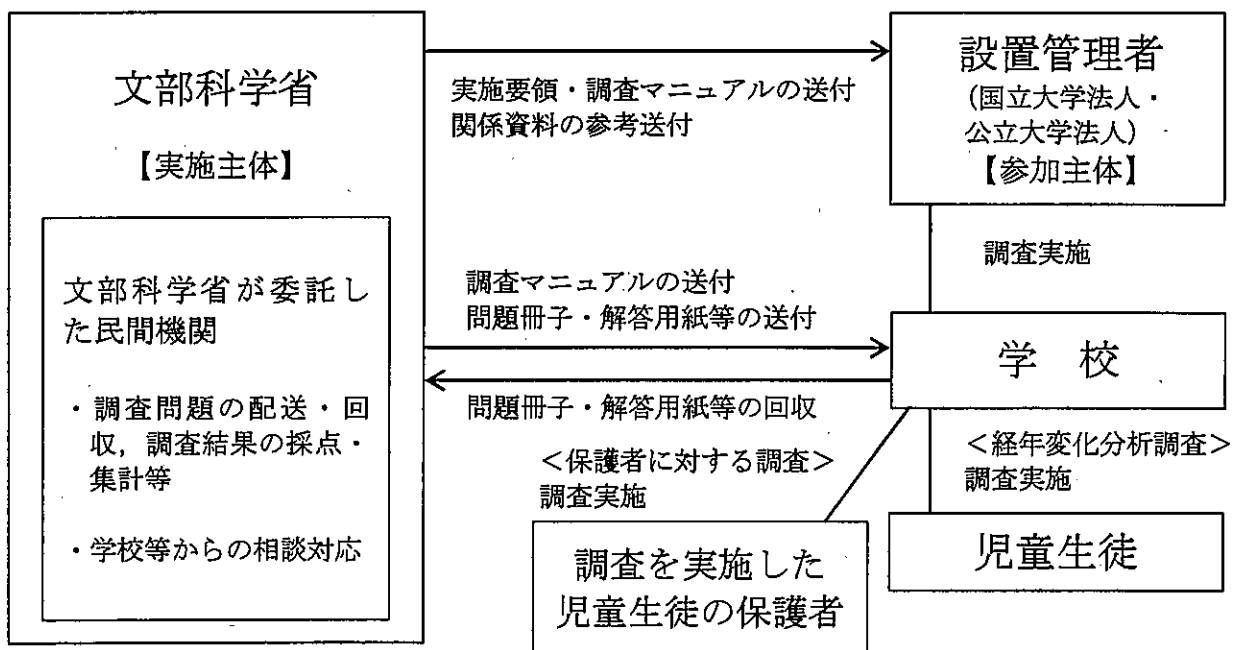 文部科学省
【実施主体】
文部科学省が委託し
た民間機関
・調査問題の配送・回
収，調査結果の採点・
集計等
・学校等からの相談対応
実施要領・調査マニュアルの送付
関係資料の参考送付
設置管理者
(国立大学法人・
公立大学法人)
【参加主体】
調査実施
調査マニュアルの送付
問題冊子・解答用紙等の送付
学　校
問題冊子・解答用紙等の回収
＜保護者に対する調査＞
調査実施
＜経年変化分析調査＞
調査実施
調査を実施した
児童生徒の保護者
児童生徒